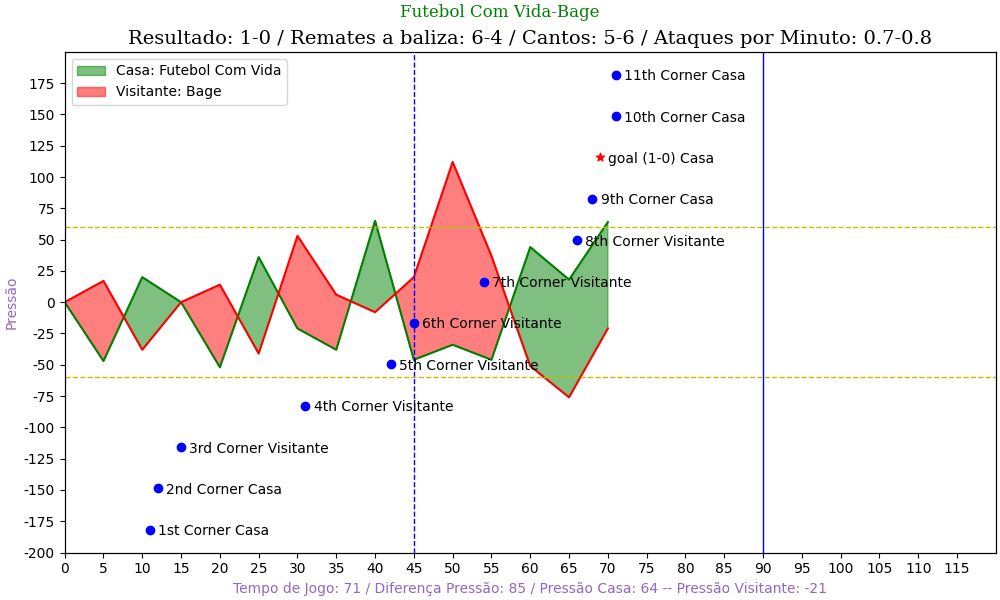 Futebol Com Vida-Bage
Resultado: 1-0 / Remates a baliza: 6-4 / Cantos: 5-6 / Ataques por Minuto: 0.7-0.8
Casa: Futebol Com Vida
Visitante: Bage
Pressão
175
150
125
100
75
50
25
0
-25
-50
-75
-100
-125
-150
-175
-200
11th Corner Casa
10th Corner Casa
goal (1-0) Casa
9th Corner Casa
8th Corner Visitante
7th Corner Visitante
6th Corner Visitante
5th Corner Visitante
4th Corner Visitante
3rd Corner Visitante
2nd Corner Casa
1st Corner Casa
0 5 10 15 20 25 30 35 40 45 50 55 60 65 70 75 80 85 90 95 100 105 110 115
Tempo de Jogo: 71 / Diferença Pressão: 85 / Pressão Casa: 64 -- Pressão Visitante: -21